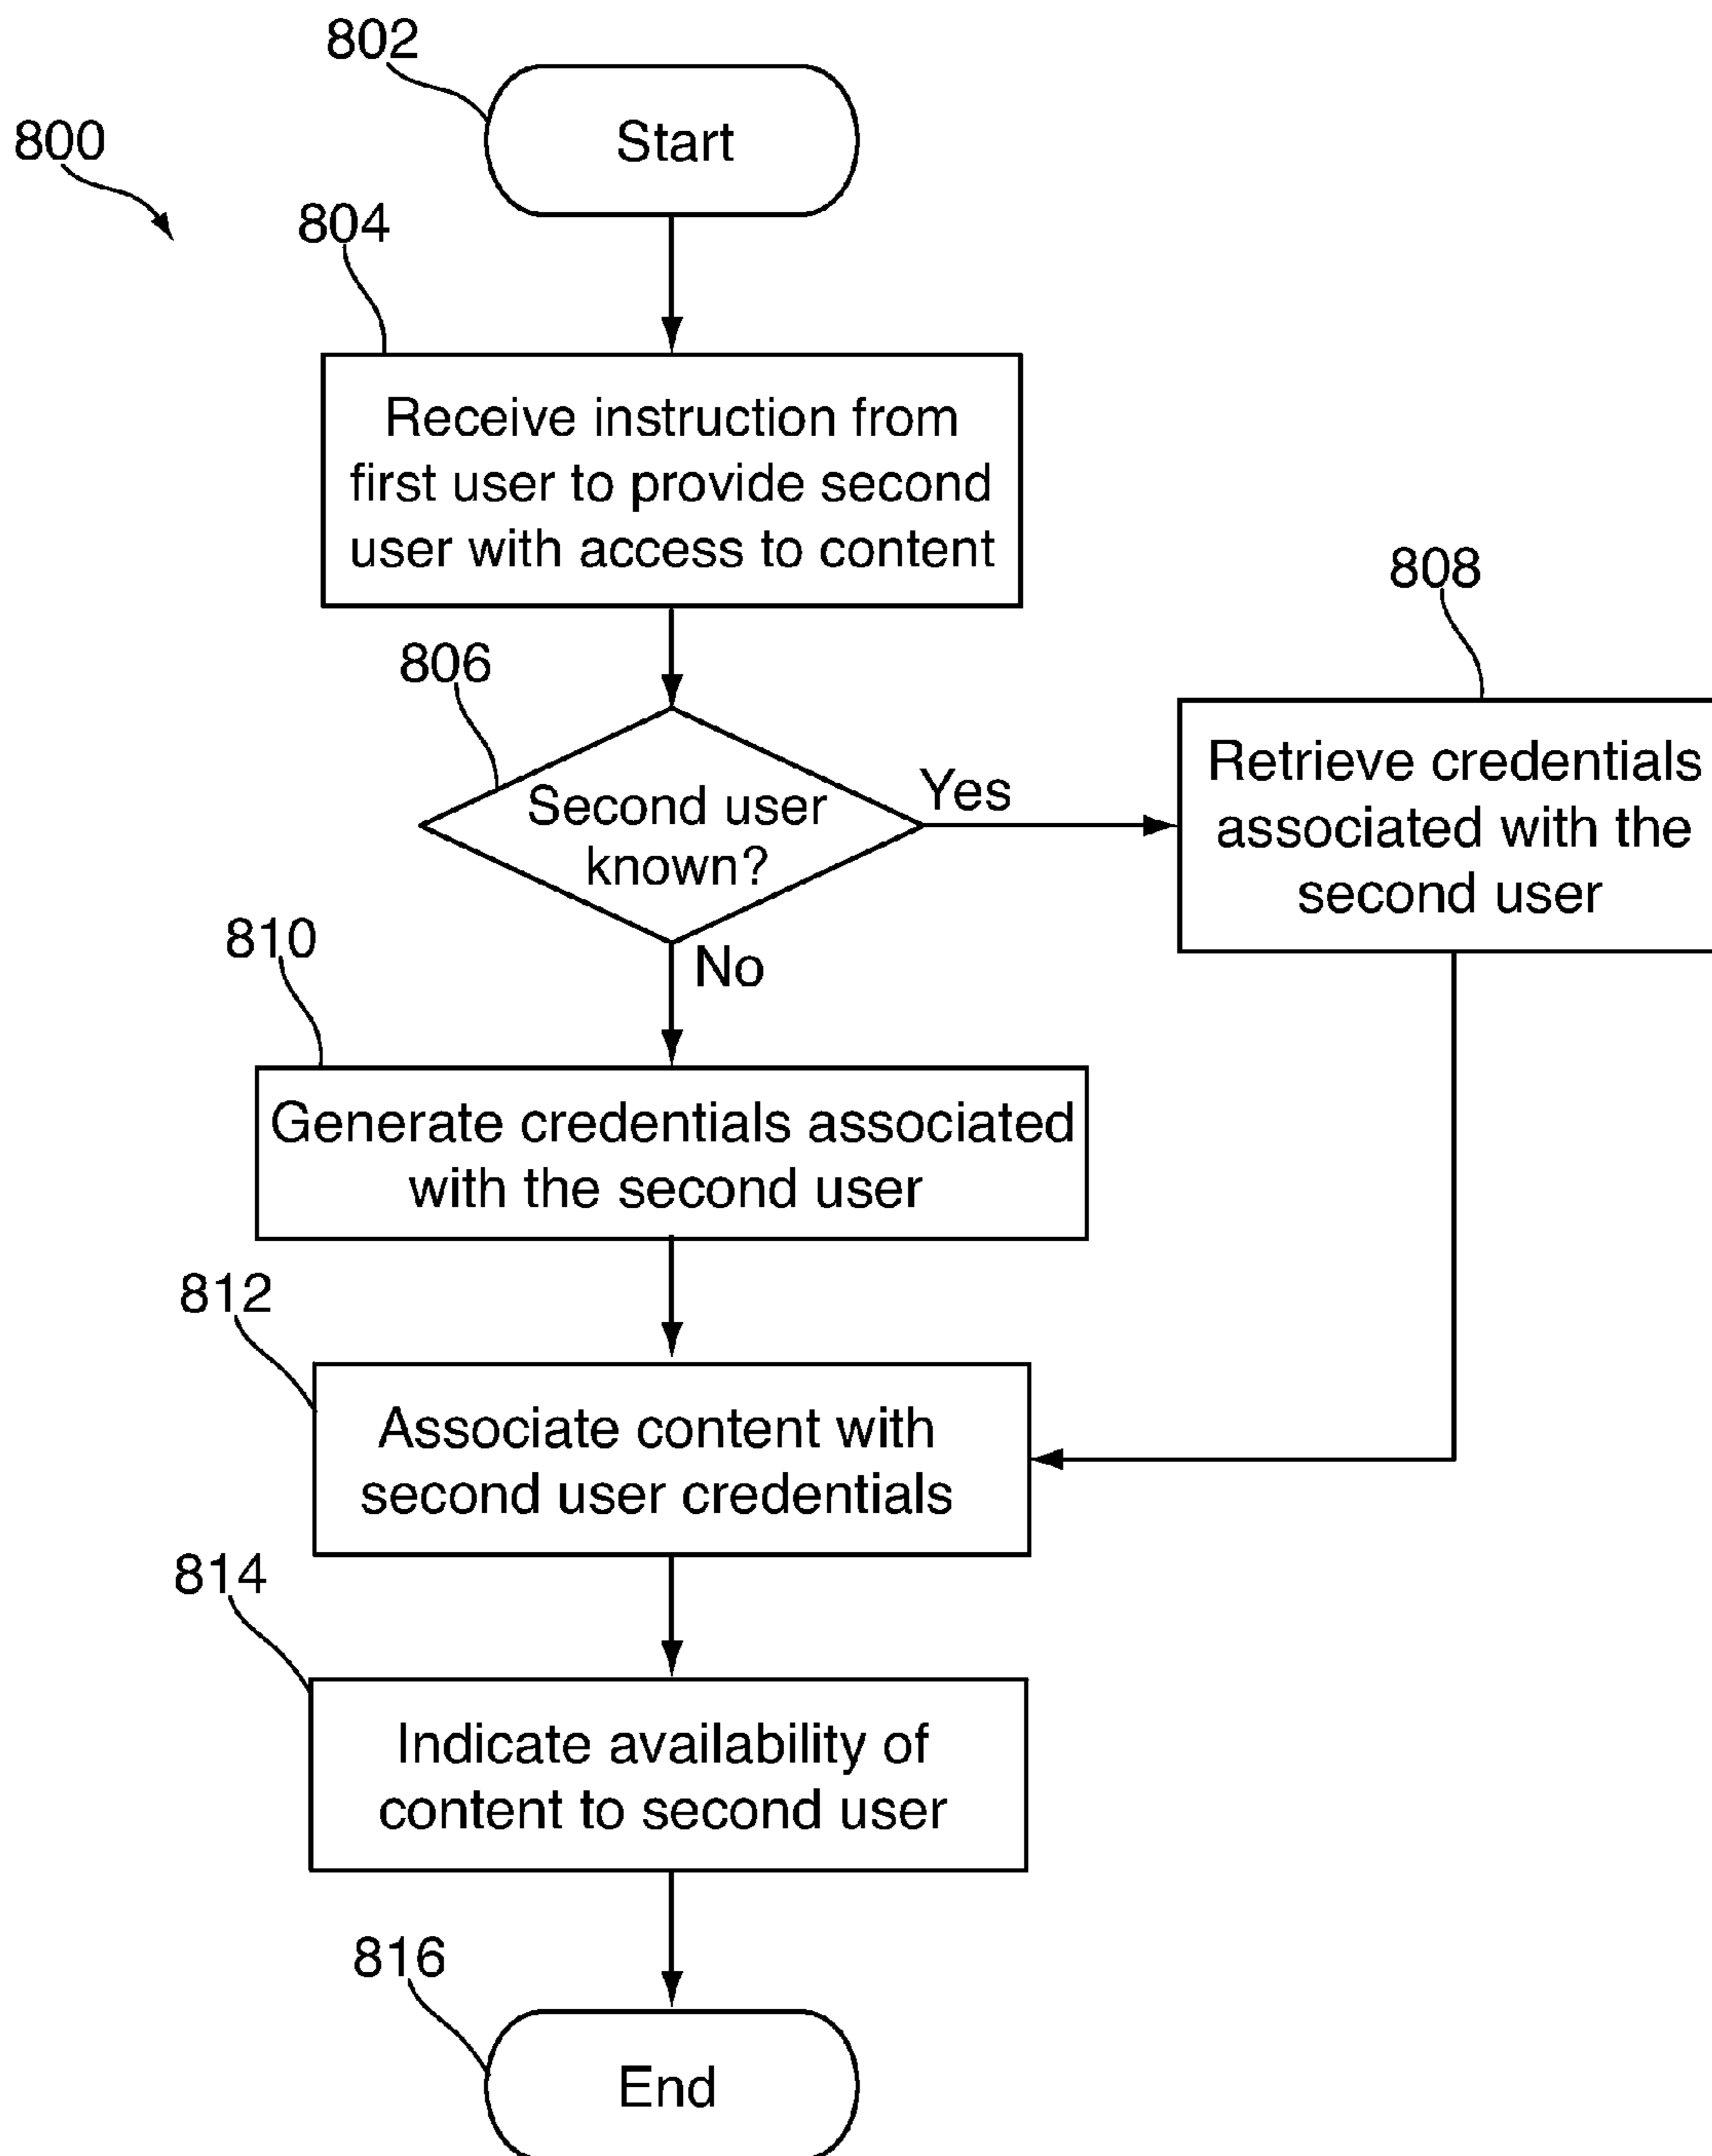 802
Start
800
804
Receive instruction from
first user to provide second
user with access to content
806
808
Second user
known?
Yes
Retrieve credentials
associated with the
second user
No
810
Generate credentials associated
with the second user
812
Associate content with
second user credentials
814
Indicate availability of
content to second user
816
End